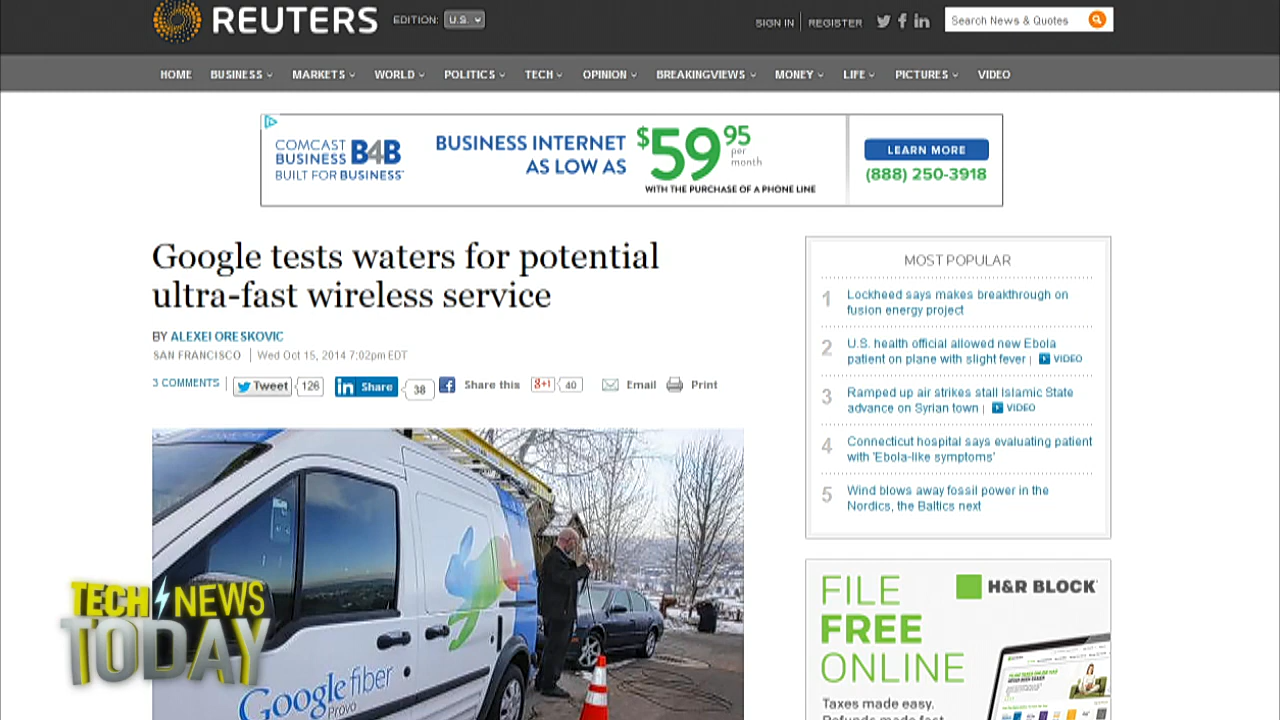 REUTERS
EDITION:
U.S.
SIGN IN
REGISTER
Search News & Quotes
HOME
BUSINESS
MARKETS
WORLD
POLITICS
TECH
OPINION
BREAKINGVIEWS
MONEY
LIFE
PICTURES
VIDEO
COMCAST
BUSINESS B4B
BUILT FOR BUSINESS
BUSINESS INTERNET
AS LOW AS
$59 95
per
month
WITH THE PURCHASE OF A PHONE LINE
LEARN MORE
(888) 250-3918
Google tests waters for potential
ultra-fast wireless service
BY ALEXEI ORESKOVIC
SAN FRANCISCO | Wed Oct 15, 2014 7:02pm EDT
3 COMMENTS
Tweet
126
in Share
38
f Share this
g+1
40
Email
Print
Google fiber
Provo
TECH NEWS
TODAY
MOST POPULAR
1 Lockheed says makes breakthrough on
fusion energy project
2 U.S. health official allowed new Ebola
patient on plane with slight fever | VIDEO
3 Ramped up air strikes stall Islamic State
advance on Syrian town | VIDEO
4 Connecticut hospital says evaluating patient
with 'Ebola-like symptoms'
5 Wind blows away fossil power in the
Nordics, the Baltics next
FILE
FREE
ONLINE
H&R BLOCK
Taxes made easy.
Refunds made fast